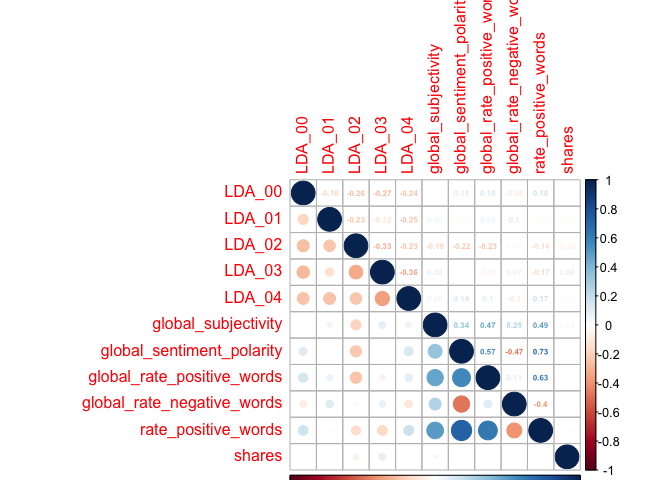 LDA_00
LDA_01
LDA_02
LDA_03
LDA_04
global_subjectivity
global_sentiment_polarit
global_rate_positive_wor
global_rate_negative_wo
rate_positive_words
shares
LDA_00 -0.26 -0.27 -0.24 0.11 0.15 0.16
LDA_01 -0.23 -0.12 -0.25 0.1
LDA_02 -0.33 -0.23 -0.18 -0.22 -0.23 -0.14
LDA_03 -0.36 -0.17
LDA_04 0.14 0.1 -0.1 0.17
global_subjectivity 0.34 0.47 0.25 0.49
global_sentiment_polarity 0.57 -0.47 0.73
global_rate_positive_words 0.11 0.63
global_rate_negative_words -0.4
rate_positive_words
shares
1
0.8
0.6
0.4
0.2
0
-0.2
-0.4
-0.6
-0.8
-1